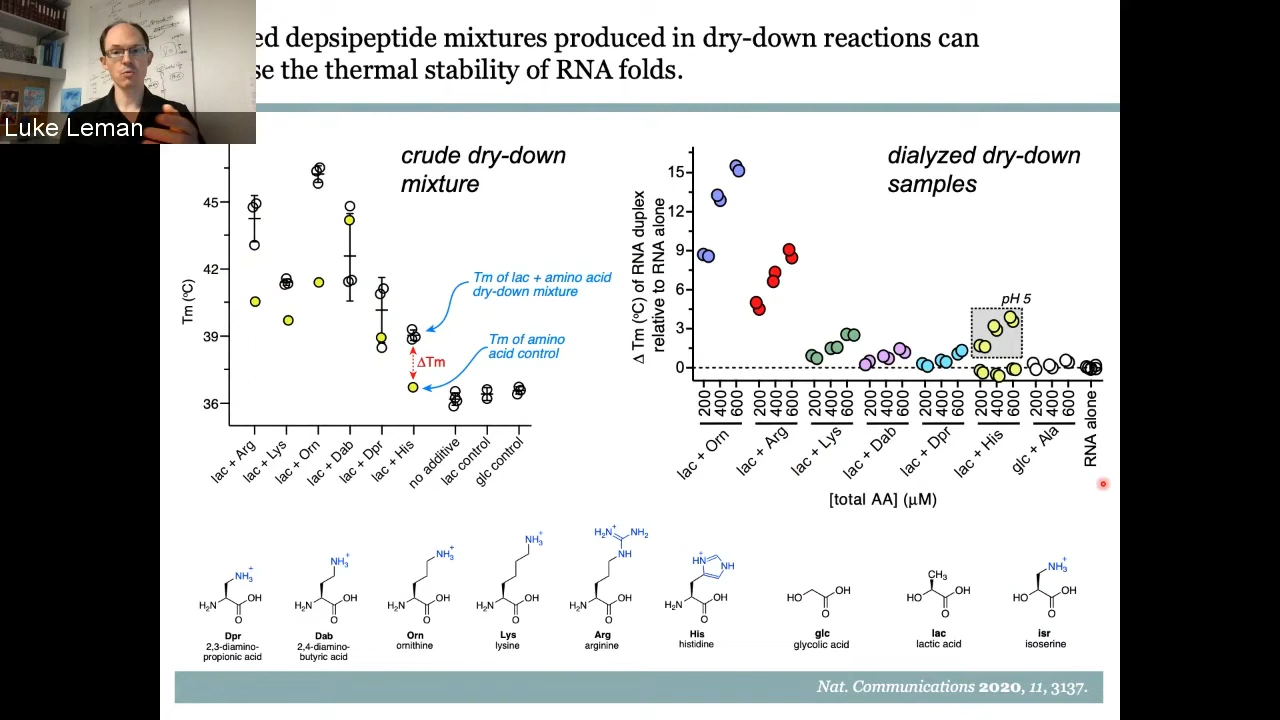 ed depsipeptide mixtures produced in dry-down reactions can
se the thermal stability of RNA folds.
Luke Leman
crude dry-down
mixture
45
42
39
36
Tm (°C)
Tm of lac + amino acid
dry-down mixture
Tm of amino
acid control
ΔTm
lac + Arg
lac + Lys
lac + Orn
lac + Dab
lac + Dpr
lac + His
no additive
lac control
glc control
dialyzed dry-down
samples
Δ Tm (°C) of RNA duplex
relative to RNA alone
15
12
9
6
3
0
pH 5
200 400 600 200 400 600 200 400 600 200 400 600 200 400 600 200 400 600 200 400 600
lac + Orn
lac + Arg
lac + Lys
lac + Dab
lac + Dpr
lac + His
glc + Ala
RNA alone
[total AA] (μM)
NH3+
H2N
OH
O
Dpr
2,3-diamino-
propionic acid
NH3+
H2N
OH
O
Dab
2,4-diamino-
butyric acid
NH3+
H2N
OH
O
Orn
ornithine
NH3+
H2N
OH
O
Lys
lysine
H2N+ NH2
NH
H2N
OH
O
Arg
arginine
HN+ NH
H2N
OH
O
His
histidine
HO
OH
O
glc
glycolic acid
CH3
HO
OH
O
lac
lactic acid
NH3+
HO
OH
O
isr
isoserine
Nat. Communications 2020, 11, 3137.